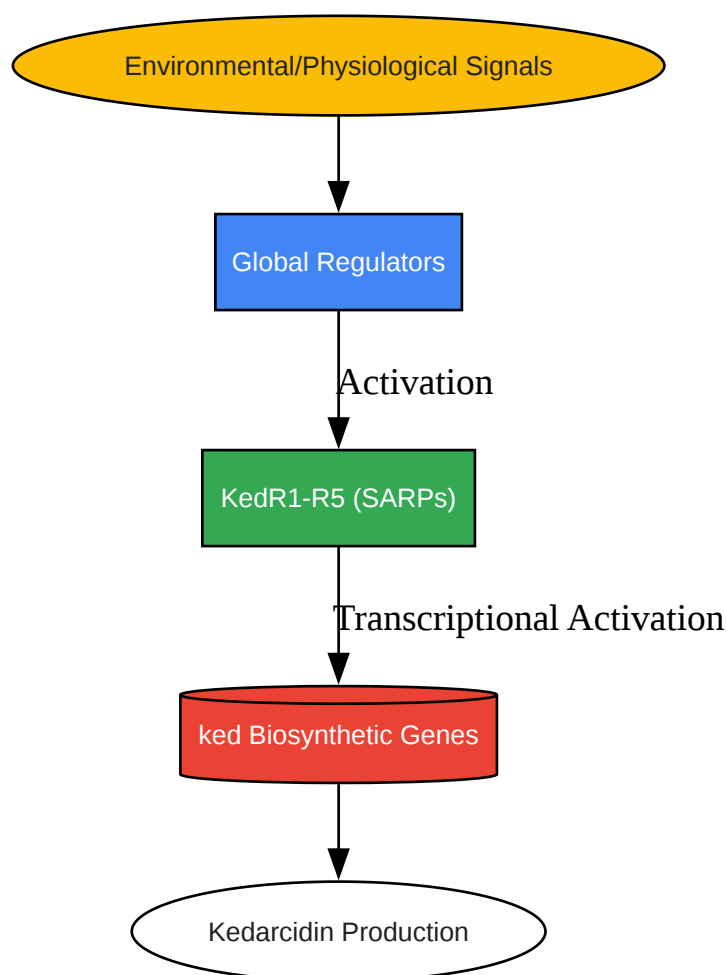 Environmental/Physiological Signals
Global Regulators
Activation
KedR1-R5 (SARPs)
Transcriptional Activation
ked Biosynthetic Genes
Kedarcidin Production